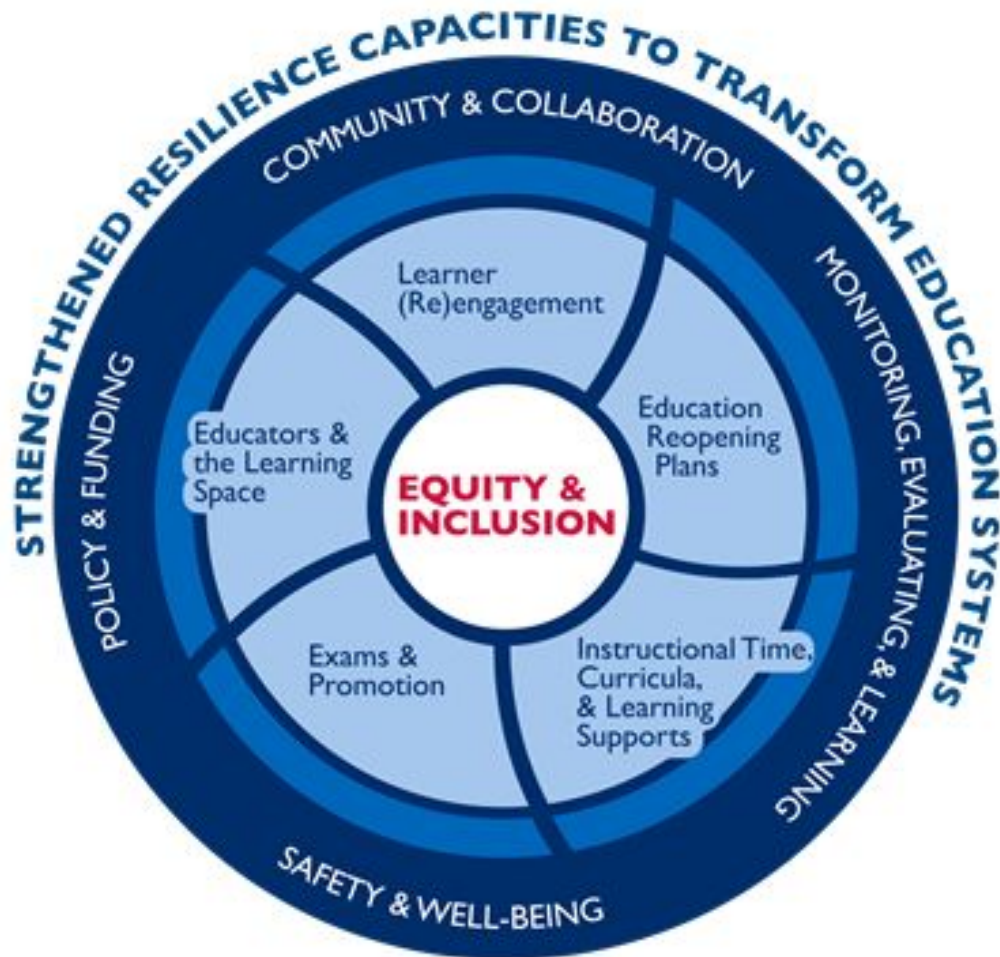 STRENGTHENED RESILIENCE CAPACITIES TO TRANSFORM EDUCATION SYSTEMS
COMMUNITY & COLLABORATION
MONITORING, EVALUATING, & LEARNING
SAFETY & WELL-BEING
POLICY & FUNDING
Learner
(Re)engagement
Education
Reopening
Plans
Instructional Time,
Curricula,
& Learning
Supports
Exams &
Promotion
Educators &
the Learning
Space
EQUITY &
INCLUSION